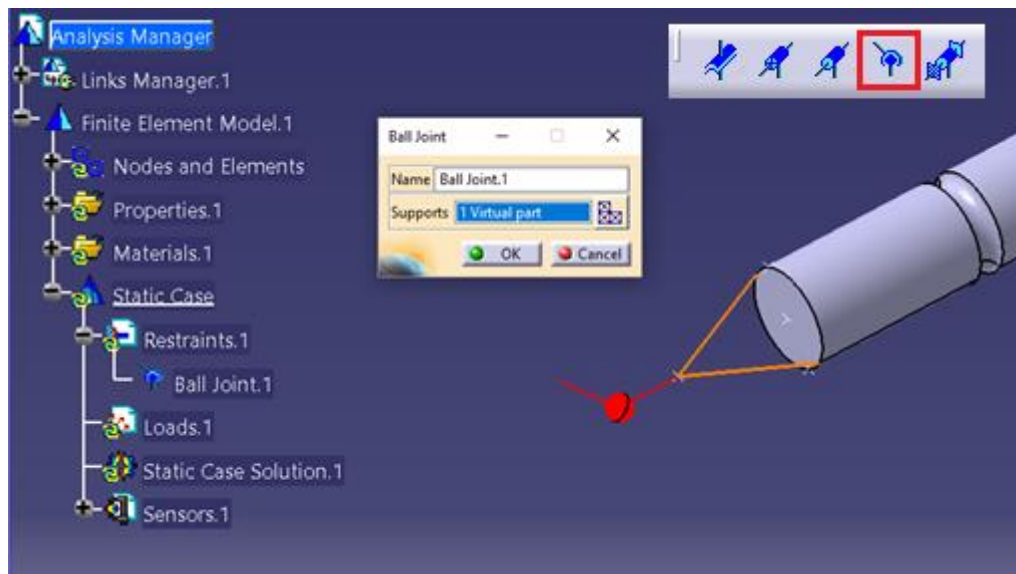 Analysis Manager
Links Manager.1
Finite Element Model.1
Nodes and Elements
Properties.1
Materials.1
Static Case
Restraints.1
Ball Joint.1
Loads.1
Static Case Solution.1
Sensors.1
Ball Joint
Name Ball Joint.1
Supports 1 Virtual part
OK Cancel